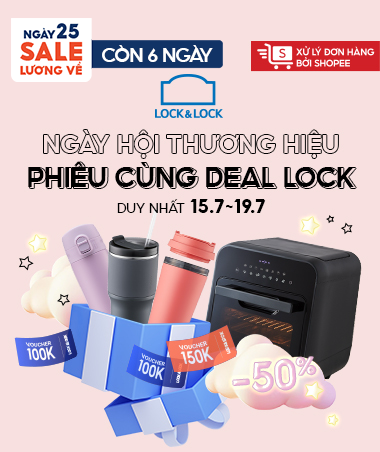 NGÀY 25
SALE
LƯƠNG VỀ
CÒN 6 NGÀY
S
XỬ LÝ ĐƠN HÀNG
BỞI SHOPEE
LOCK&LOCK
NGÀY HỘI THƯƠNG HIỆU
PHIÊU CÙNG DEAL LOCK
DUY NHẤT 15.7~19.7
VOUCHER
100K
VOUCHER
100K
VOUCHER
150K
-50%